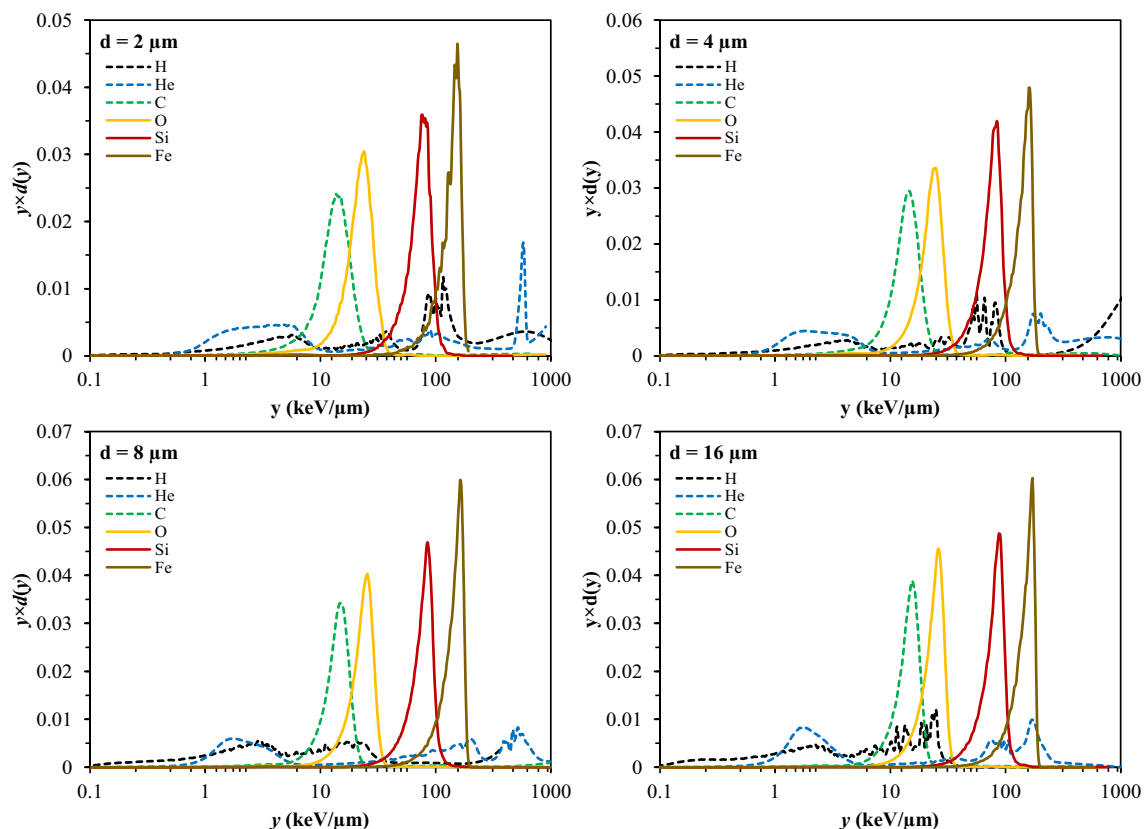 d = 2 µm
H
He
C
O
Si
Fe
0.05
0.04
0.03
0.02
0.01
0
0.1
1
10
100
1000
y×d(y)
y (keV/µm)
d = 4 µm
H
He
C
O
Si
Fe
0.06
0.05
0.04
0.03
0.02
0.01
0
0.1
1
10
100
1000
y×d(y)
y (keV/µm)
d = 8 µm
H
He
C
O
Si
Fe
0.07
0.06
0.05
0.04
0.03
0.02
0.01
0
0.1
1
10
100
1000
y×d(y)
y (keV/µm)
d = 16 µm
H
He
C
O
Si
Fe
0.07
0.06
0.05
0.04
0.03
0.02
0.01
0
0.1
1
10
100
1000
y×d(y)
y (keV/µm)